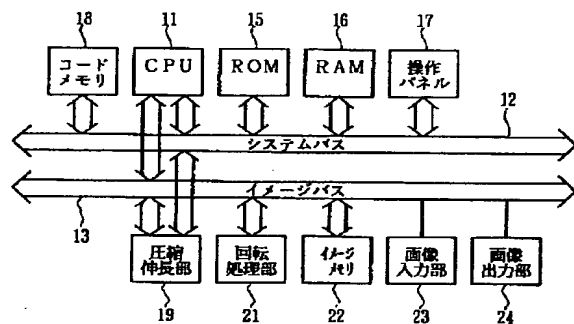 18
11
15
16
17
コード
メモリ
CPU
ROM
RAM
操作
パネル
12
システムバス
イメージバス
13
圧縮
伸長部
回転
処理部
イメージ
メモリ
画像
入力部
画像
出力部
19
21
22
23
24